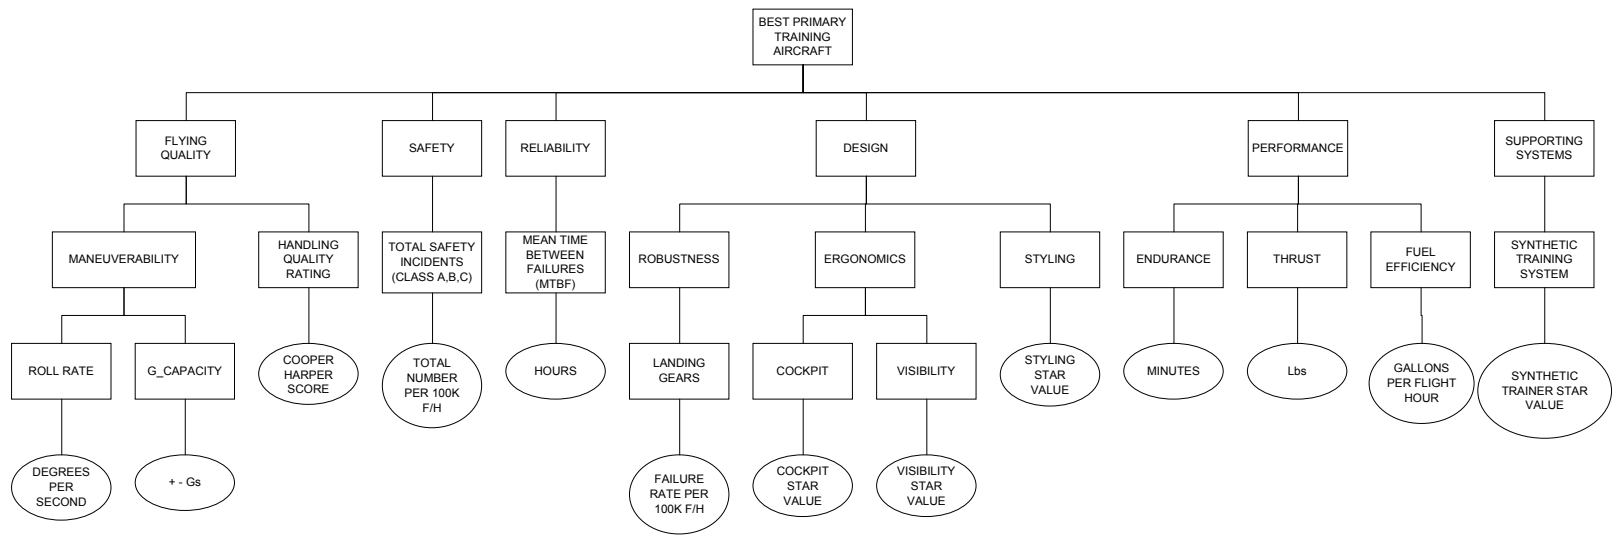 BEST PRIMARY
TRAINING
AIRCRAFT
FLYING
QUALITY
SAFETY
RELIABILITY
DESIGN
PERFORMANCE
SUPPORTING
SYSTEMS
MANEUVERABILITY
HANDLING
QUALITY
RATING
TOTAL SAFETY
INCIDENTS
(CLASS A,B,C)
MEAN TIME
BETWEEN
FAILURES
(MTBF)
ROBUSTNESS
ERGONOMICS
STYLING
ENDURANCE
THRUST
FUEL
EFFICIENCY
SYNTHETIC
TRAINING
SYSTEM
ROLL RATE
G_CAPACITY
COOPER
HARPER
SCORE
TOTAL
NUMBER
PER 100K
F/H
HOURS
LANDING
GEARS
COCKPIT
VISIBILITY
STYLING
STAR
VALUE
MINUTES
Lbs
GALLONS
PER FLIGHT
HOUR
SYNTHETIC
TRAINER STAR
VALUE
DEGREES
PER
SECOND
+ - Gs
FAILURE
RATE PER
100K F/H
COCKPIT
STAR
VALUE
VISIBILITY
STAR
VALUE